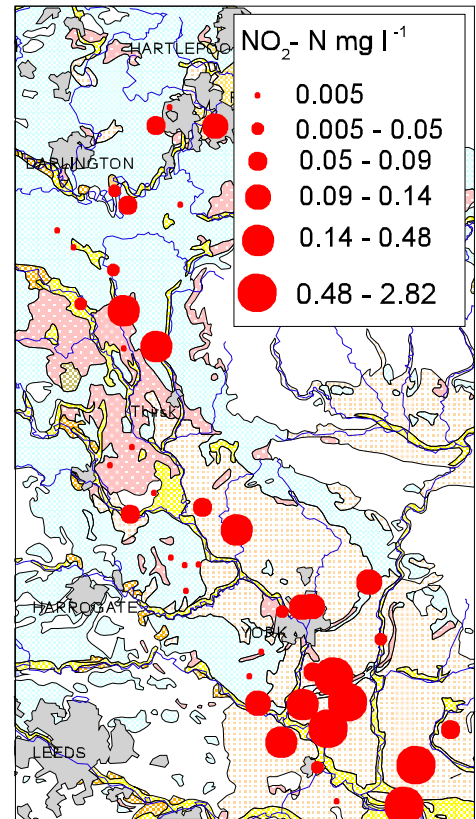 HARTLEPOO
NO2- N mg l-1
0.005
0.005 - 0.05
0.05 - 0.09
0.09 - 0.14
0.14 - 0.48
0.48 - 2.82
DARLINGTON
Thirsk
HARROGATE
YORK
LEEDS